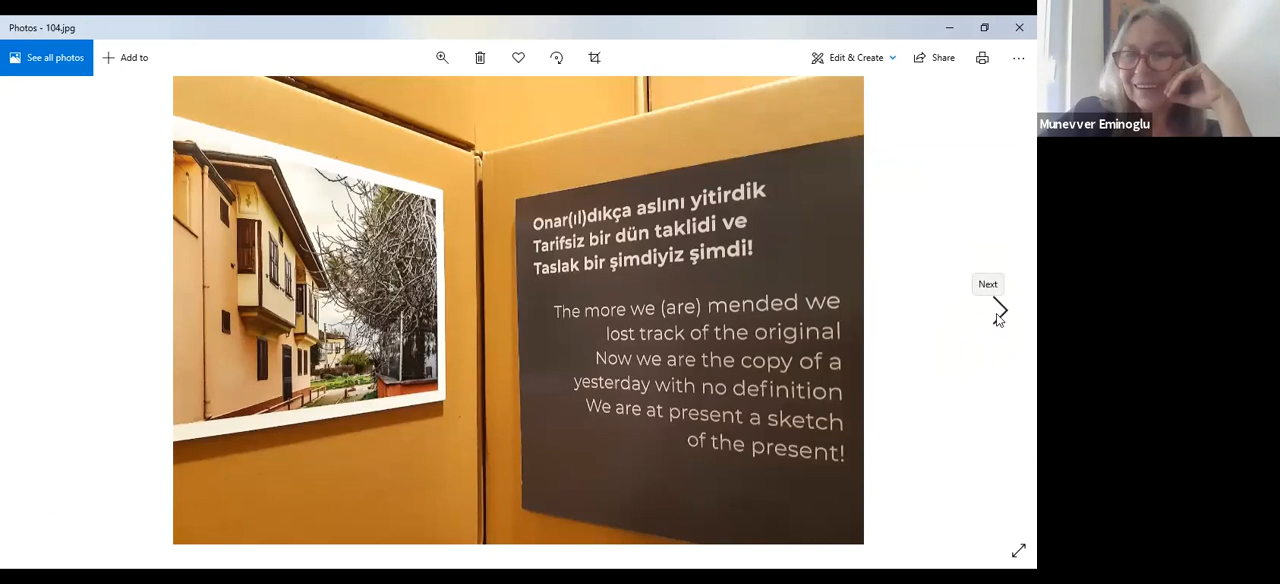 Photos - 104.jpg
See all photos
Add to
Edit & Create
Share
Munevver Eminoglu
Onar(ıl)dıkça aslını yitirdik
Tarifsiz bir dün taklidi ve
Taslak bir şimdiyiz şimdi!
The more we (are) mended we
lost track of the original
Now we are the copy of a
yesterday with no definition
We are at present a sketch
of the present!
Next